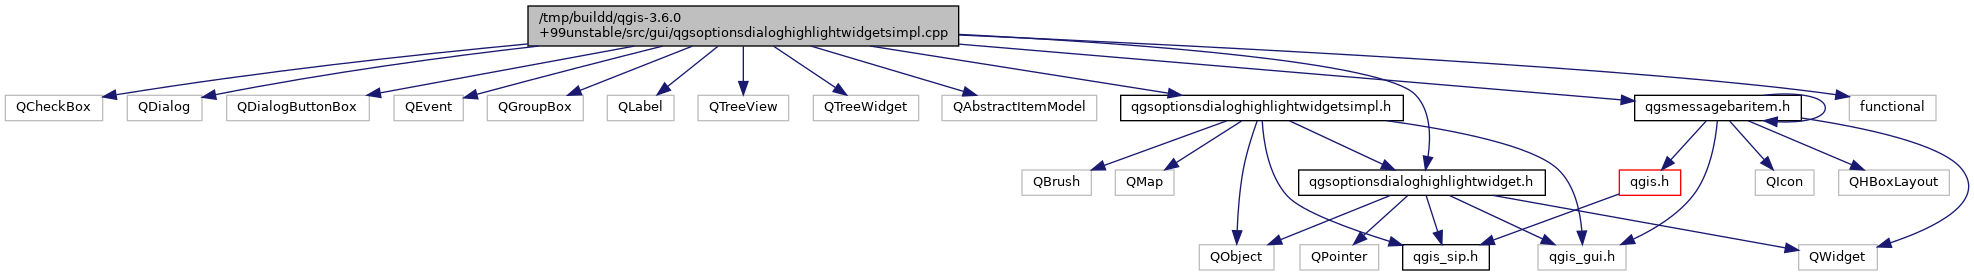 /tmp/buildd/qgis-3.6.0
+99unstable/src/gui/qgsoptionsdialoghighlightwidgetsimpl.cpp
QCheckBox
QDialog
QDialogButtonBox
QEvent
QGroupBox
QLabel
QTreeView
QTreeWidget
QAbstractItemModel
qgsoptionsdialoghighlightwidgetsimpl.h
qgsmessagebaritem.h
functional
QBrush
QMap
qgsoptionsdialoghighlightwidget.h
qgis.h
QIcon
QHBoxLayout
QObject
QPointer
qgis_sip.h
qgis_gui.h
QWidget